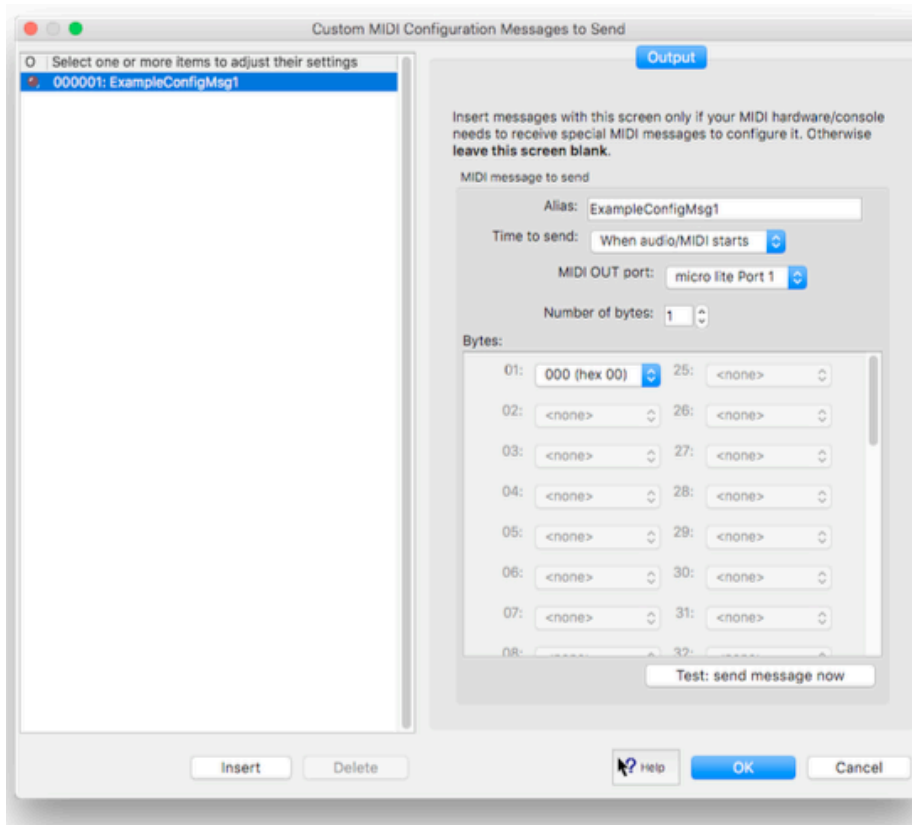 Custom MIDI Configuration Messages to Send
O Select one or more items to adjust their settings
000001: ExampleConfigMsg1
Output
Insert messages with this screen only if your MIDI hardware/console
needs to receive special MIDI messages to configure it. Otherwise
leave this screen blank.
MIDI message to send
Alias: ExampleConfigMsg1
Time to send: When audio/MIDI starts
MIDI OUT port: micro lite Port 1
Number of bytes: 1
Bytes:
01: 000 (hex 00) 25: <none>
02: <none> 26: <none>
03: <none> 27: <none>
04: <none> 28: <none>
05: <none> 29: <none>
06: <none> 30: <none>
07: <none> 31: <none>
08: <none> 32: <none>
Test: send message now
Insert Delete ? Help OK Cancel